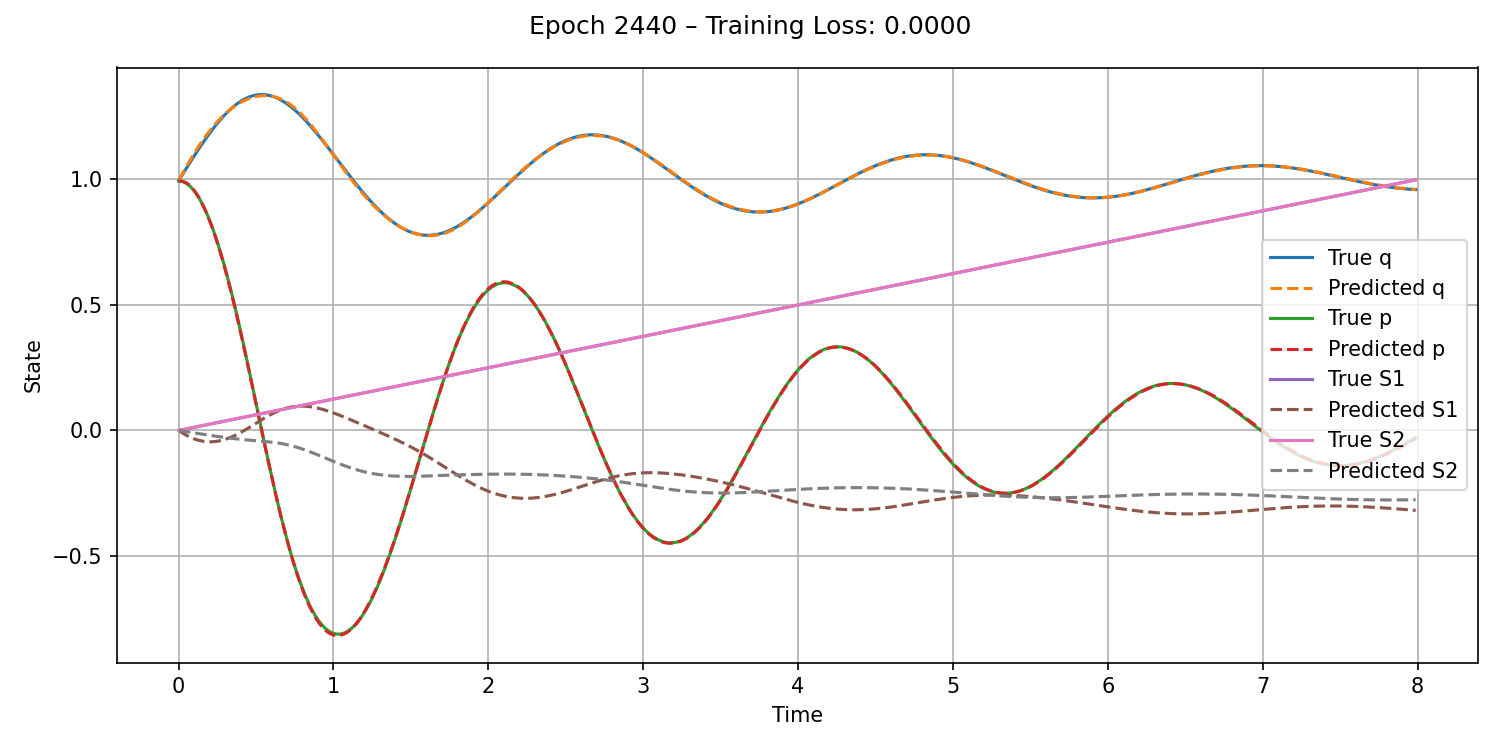 Epoch 2440 – Training Loss: 0.0000
State
1.0
0.5
0.0
−0.5
True q
Predicted q
True p
Predicted p
True S1
Predicted S1
True S2
Predicted S2
0 1 2 3 4 5 6 7 8
Time